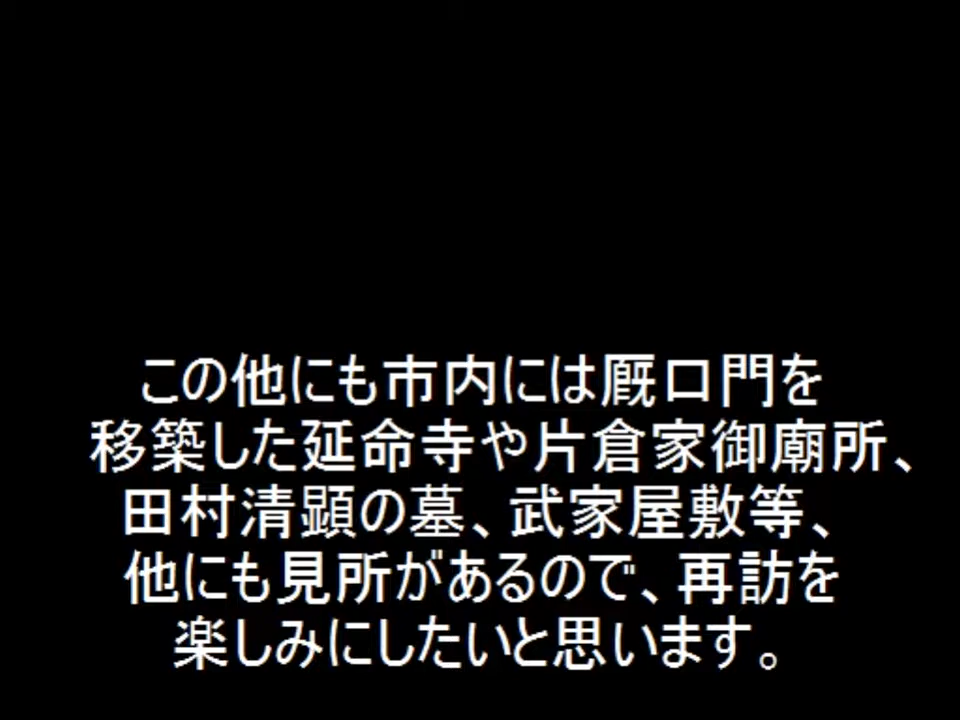 この他にも市内には厩口門を
移築した延命寺や片倉家御廟所、
田村清顕の墓、武家屋敷等、
他にも見所があるので、再訪を
楽しみにしたいと思います。